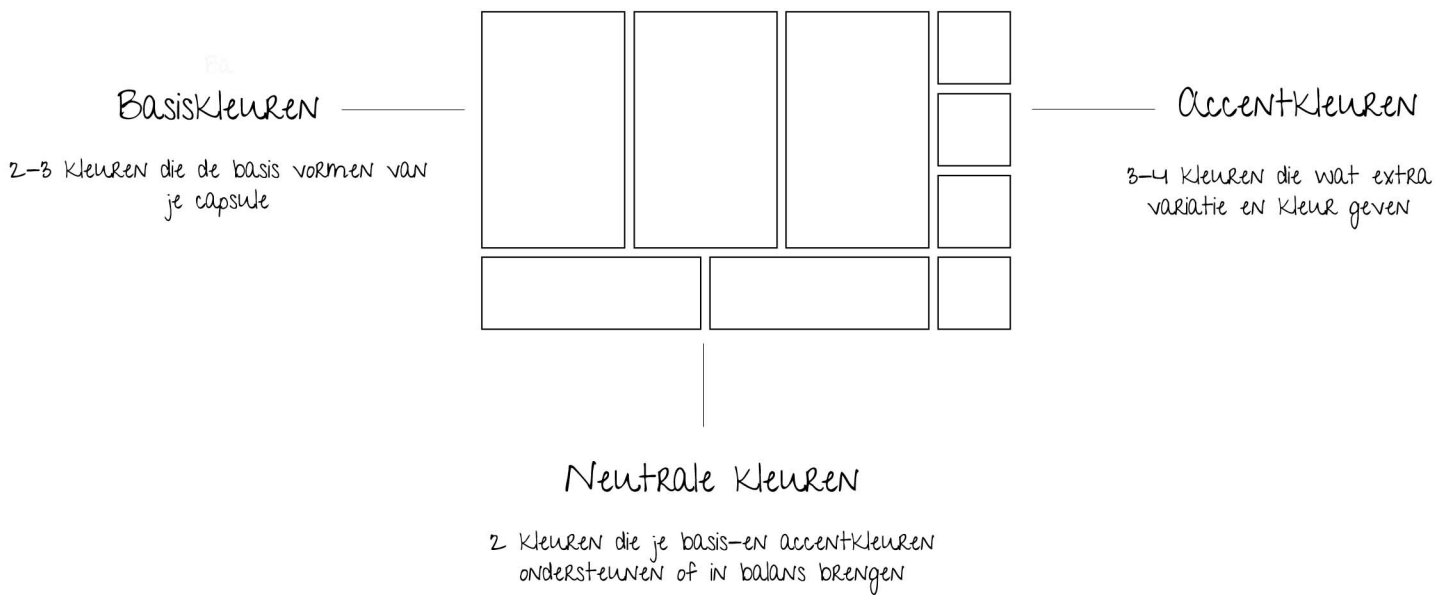 Basiskleuren
2-3 kleuren die de basis vormen van
je capsule
Accentkleuren
3-4 kleuren die wat extra
variatie en kleur geven
Neutrale kleuren
2 kleuren die je basis-en accentkleuren
ondersteunen of in balans brengen